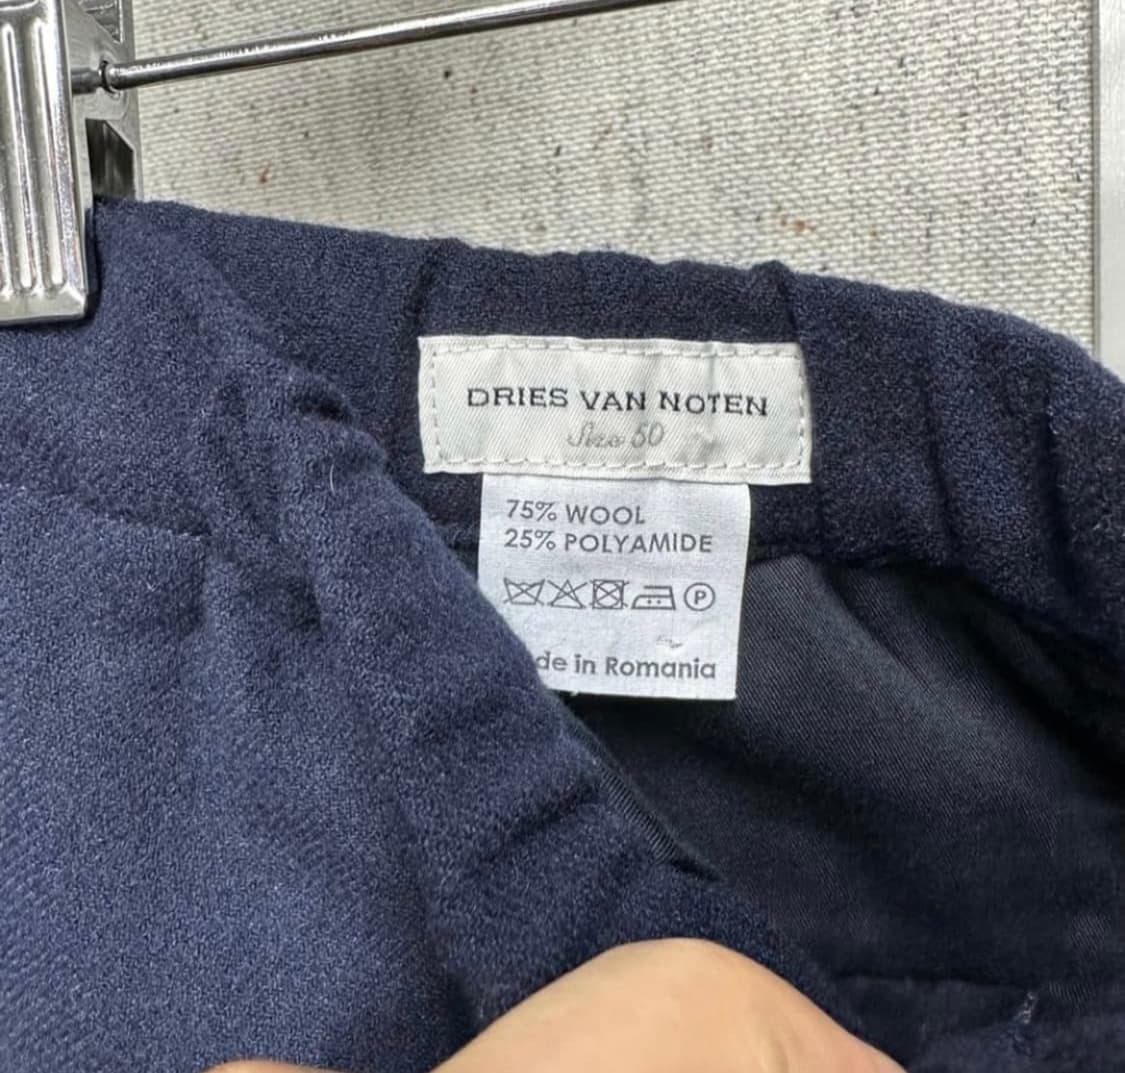 DRIES VAN NOTEN
Size 50
75% WOOL
25% POLYAMIDE
P
de in Romania